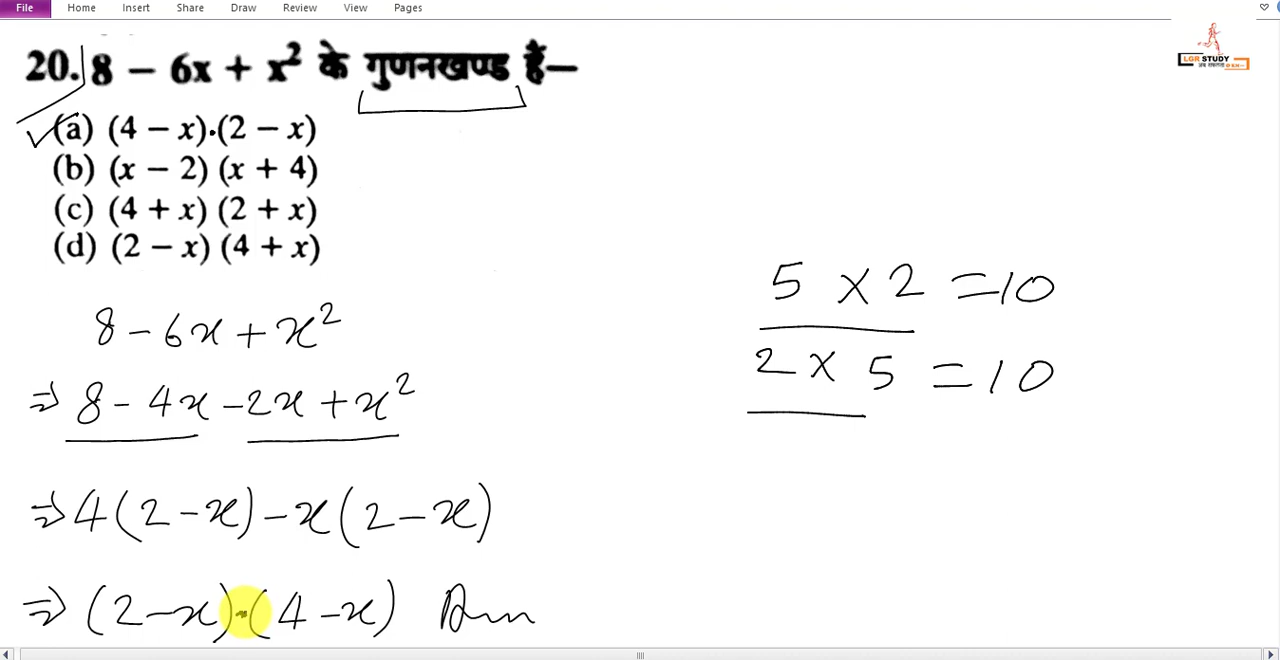 File Home Insert Share Draw Review View Pages
LGR STUDY
20. 8 – 6x + x² के गुणनखण्ड हैं–
(a) (4 – x)·(2 – x)
(b) (x – 2) (x + 4)
(c) (4 + x) (2 + x)
(d) (2 – x) (4 + x)
8 – 6x + x²
⇒ 8 – 4x – 2x + x²
⇒ 4(2 – x) – x(2 – x)
⇒ (2 – x)·(4 – x) Ans
5 × 2 = 10
2 × 5 = 10